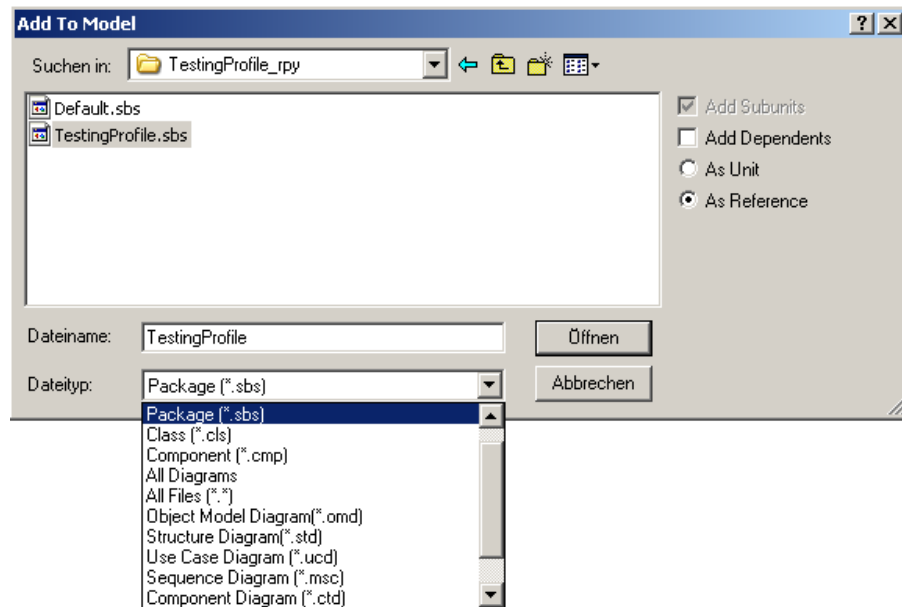 Add To Model
Suchen in: TestingProfile_rpy
Default.sbs
TestingProfile.sbs
Add Subunits
Add Dependents
As Unit
As Reference
Dateiname: TestingProfile Öffnen
Dateityp: Package (*.sbs) Abbrechen
Package (*.sbs)
Class (*.cls)
Component (*.cmp)
All Diagrams
All Files (*.*)
Object Model Diagram(*.omd)
Structure Diagram(*.std)
Use Case Diagram (*.ucd)
Sequence Diagram (*.msc)
Component Diagram (*.ctd)